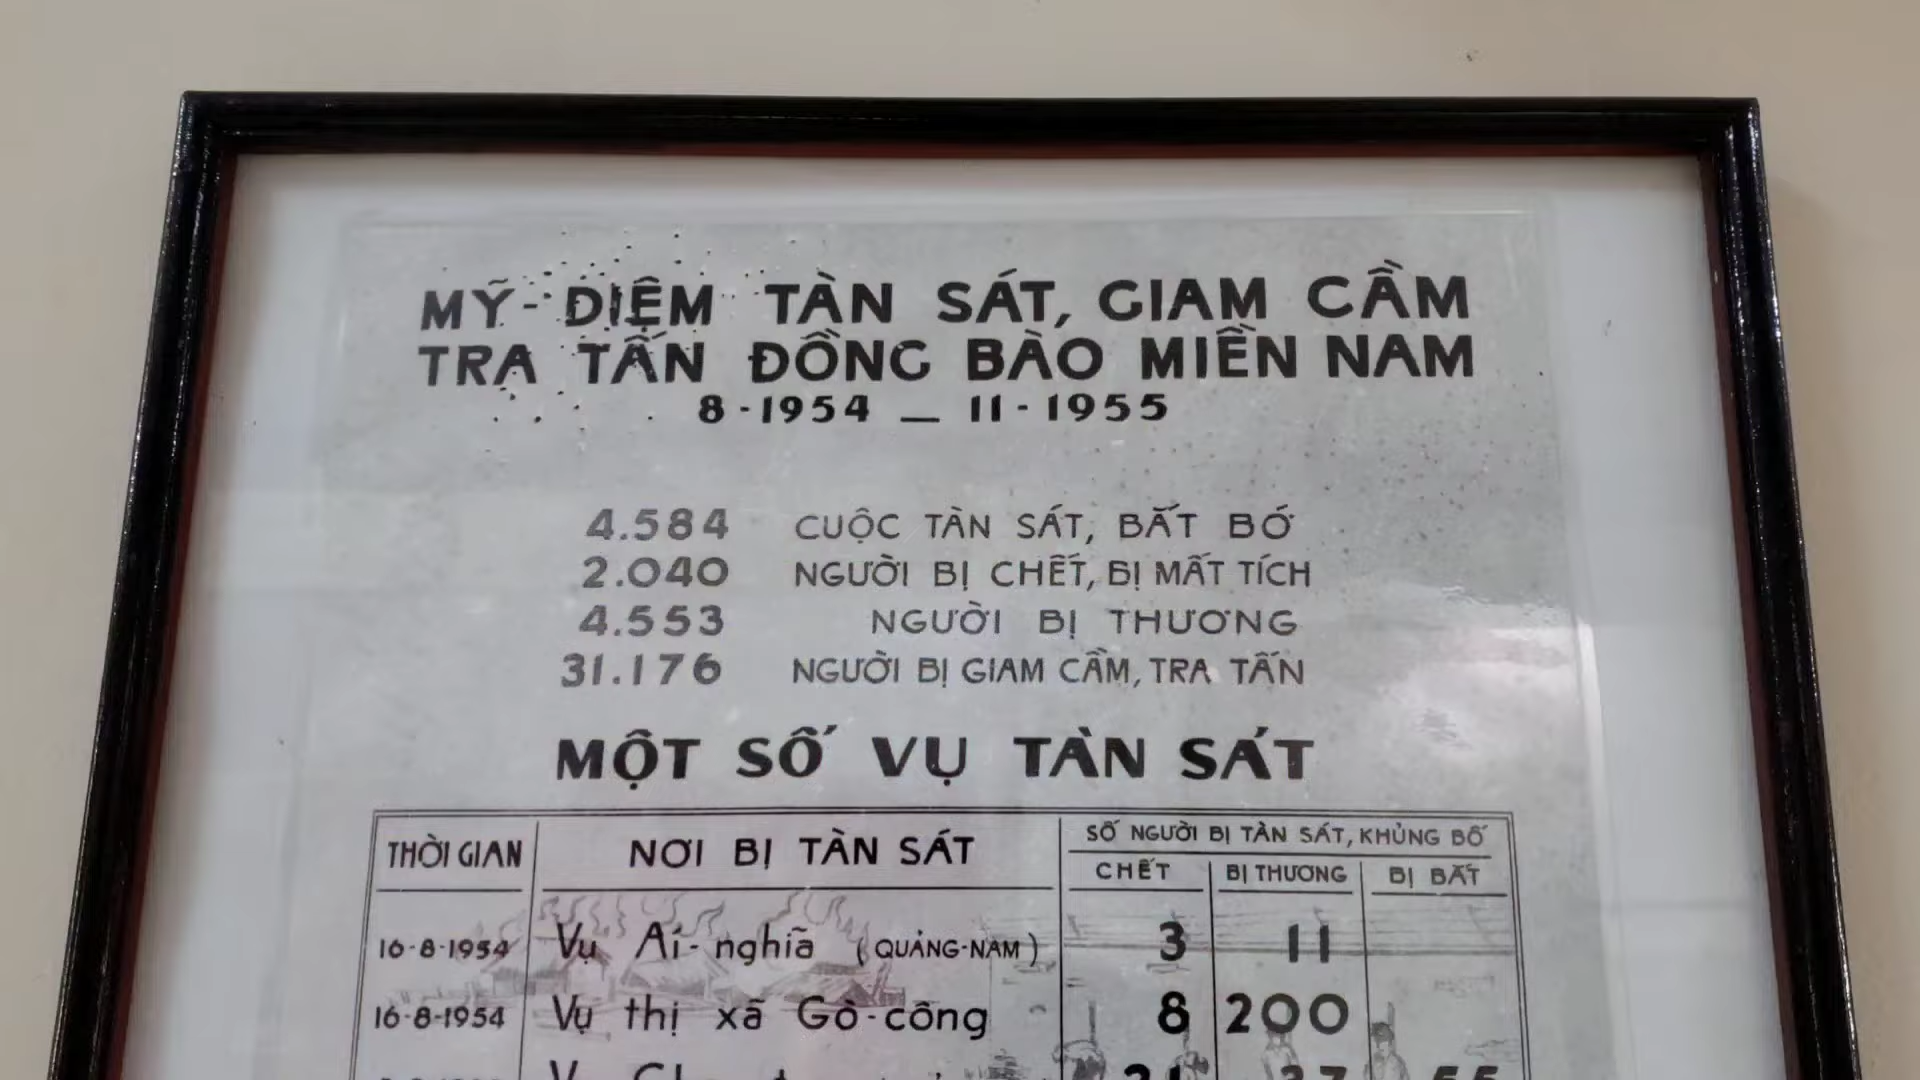 MỸ-DIỆM TÀN SÁT, GIAM CẦM
TRA TẤN ĐỒNG BÀO MIỀN NAM
8-1954 — 11-1955
4.584 CUỘC TÀN SÁT, BẮT BỚ
2.040 NGƯỜI BỊ CHẾT, BỊ MẤT TÍCH
4.553 NGƯỜI BỊ THƯƠNG
31.176 NGƯỜI BỊ GIAM CẦM, TRA TẤN
MỘT SỐ VỤ TÀN SÁT
THỜI GIAN NƠI BỊ TÀN SÁT SỐ NGƯỜI BỊ TÀN SÁT, KHỦNG BỐ
CHẾT BỊ THƯƠNG BỊ BẮT
16-8-1954 Vụ Ái-nghĩa (QUẢNG-NAM) 3 11
16-8-1954 Vụ thị xã Gò-công 8 200